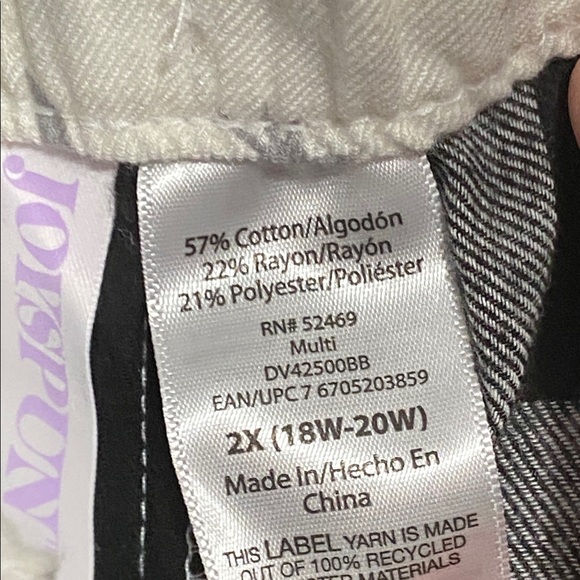 JOYSPUN
57% Cotton/Algodón
22% Rayon/Rayón
21% Polyester/Poliéster
RN# 52469
Multi
DV42500BB
EAN/UPC 7 6705203859
2X (18W-20W)
Made In/Hecho En
China
THIS LABEL YARN IS MADE
OUT OF 100% RECYCLED
MATERIALS